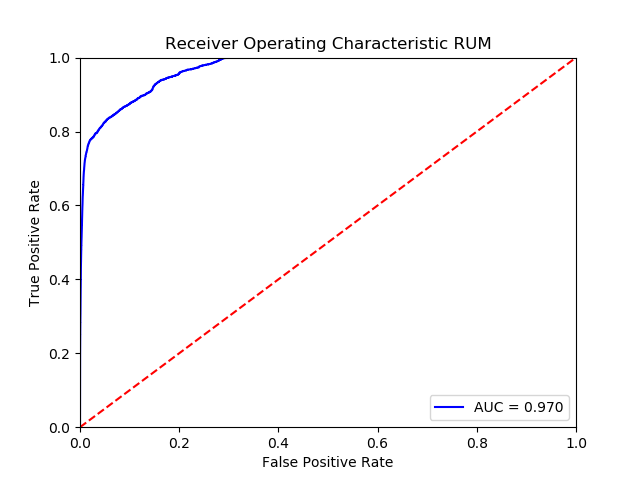 Receiver Operating Characteristic RUM
1.0
0.8
0.6
0.4
0.2
0.0
True Positive Rate
AUC = 0.970
0.0 0.2 0.4 0.6 0.8 1.0
False Positive Rate